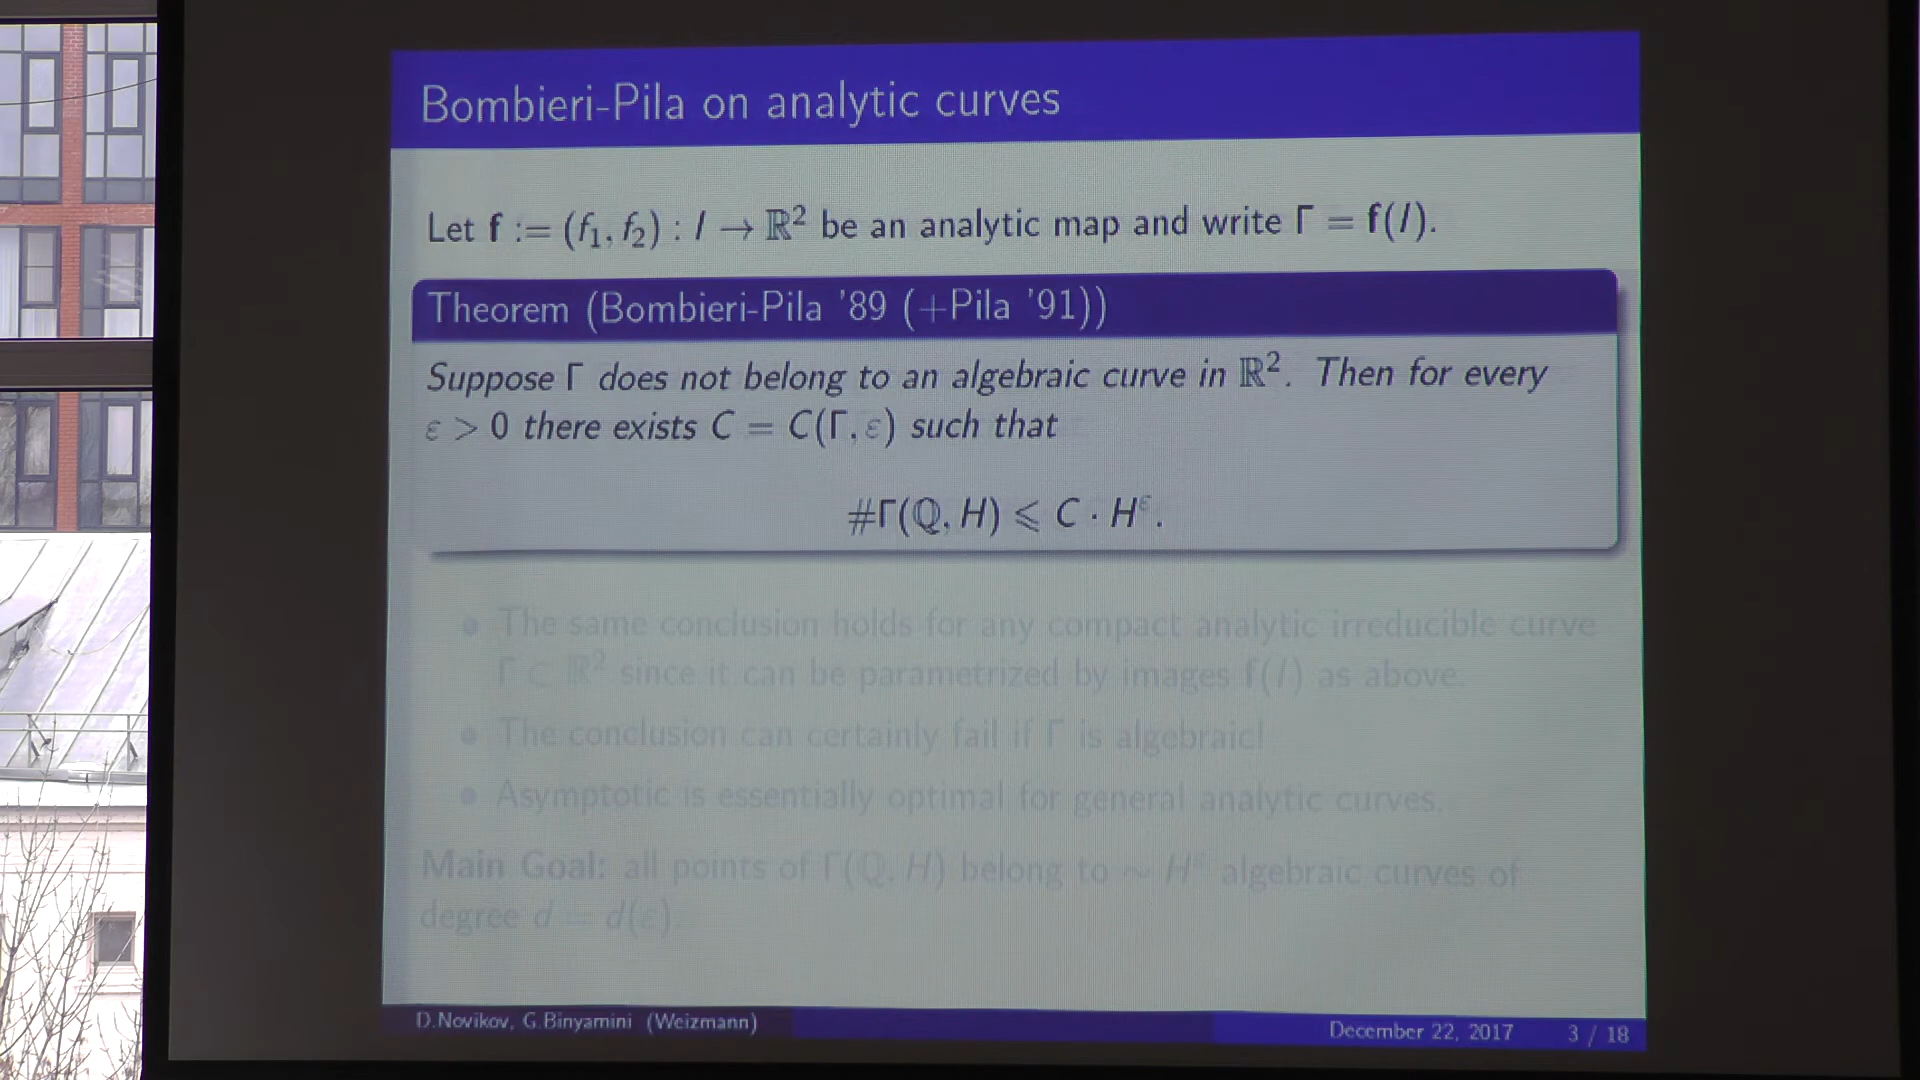 Bombieri-Pila on analytic curves
Let f := (f₁, f₂) : I → ℝ² be an analytic map and write Γ = f(I).
Theorem (Bombieri-Pila '89 (+Pila '91))
Suppose Γ does not belong to an algebraic curve in ℝ². Then for every
ε > 0 there exists C = C(Γ, ε) such that
#Γ(ℚ, H) ⩽ C · H^ε.
• The same conclusion holds for any compact analytic irreducible curve
Γ ⊂ ℝ² since it can be parametrized by images f(I) as above.
• The conclusion can certainly fail if Γ is algebraic!
• Asymptotic is essentially optimal for general analytic curves.
Main Goal: all points of Γ(ℚ, H) belong to ~ H^ε algebraic curves of
degree d = d(ε).
D.Novikov, G.Binyamini (Weizmann)
December 22, 2017 3 / 18